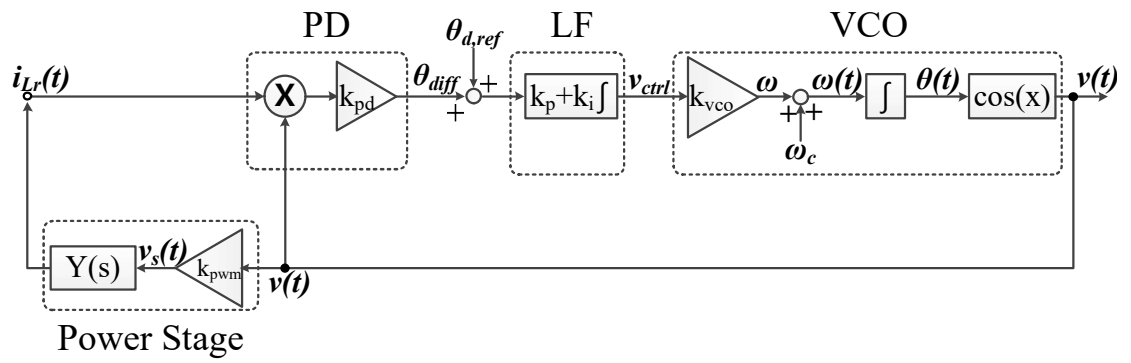 PD
LF
VCO
θd,ref
iLr(t)
X
kpd
θdiff
+
+
kp+ki∫
vctrl
kvco
ω
+
+
ωc
ω(t)
∫
θ(t)
cos(x)
v(t)
Y(s)
vs(t)
kpwm
v(t)
Power Stage